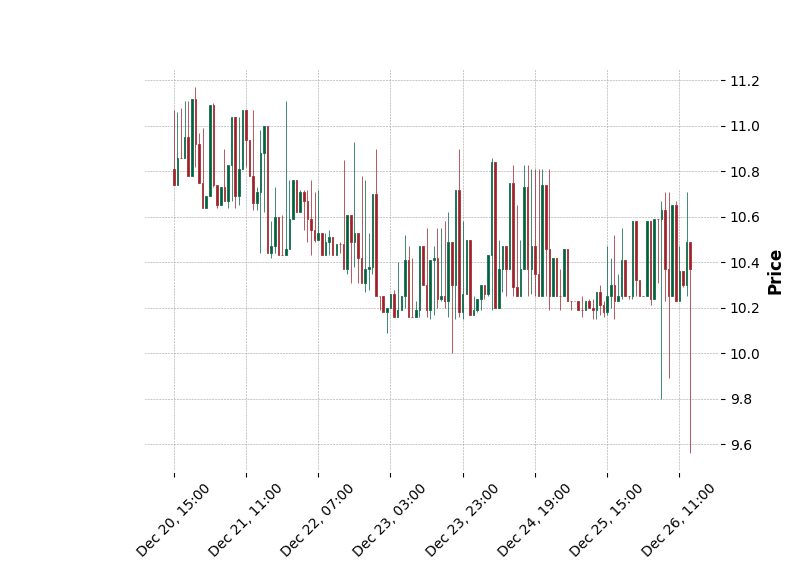 11.2
11.0
10.8
10.6
10.4
10.2
10.0
9.8
9.6
Price
Dec 20, 15:00
Dec 21, 11:00
Dec 22, 07:00
Dec 23, 03:00
Dec 23, 23:00
Dec 24, 19:00
Dec 25, 15:00
Dec 26, 11:00